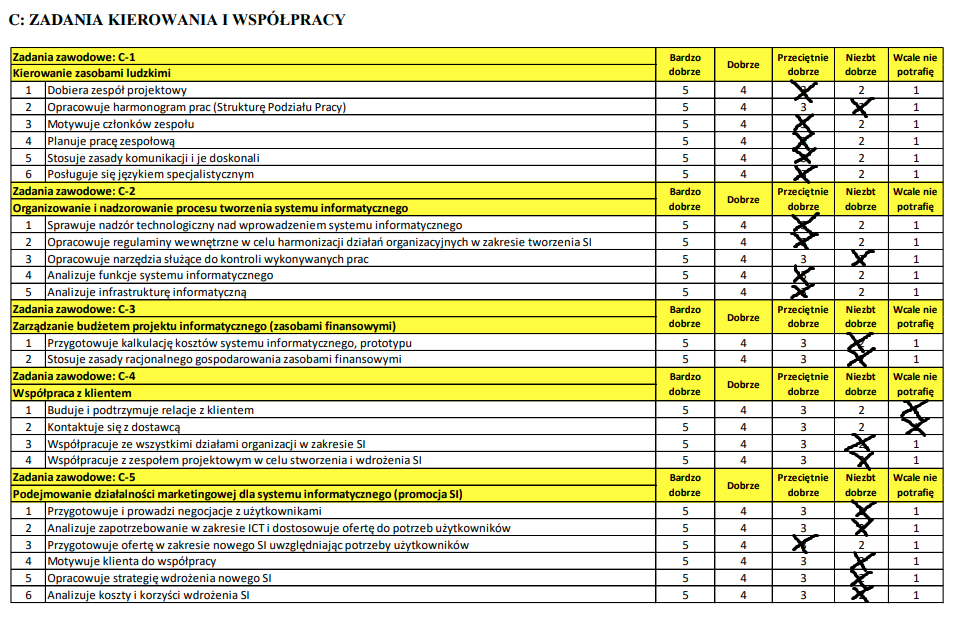 C: ZADANIA KIEROWANIA I WSPÓŁPRACY
Zadania zawodowe: C-1 Bardzo dobrze Dobrze Przeciętnie dobrze Niezbt dobrze Wcale nie potrafię
Kierowanie zasobami ludzkimi
1 Dobiera zespół projektowy 5 4 2 1
2 Opracowuje harmonogram prac (Strukturę Podziału Pracy) 5 4 3 1
3 Motywuje członków zespołu 5 4 2 1
4 Planuje pracę zespołową 5 4 2 1
5 Stosuje zasady komunikacji i je doskonali 5 4 2 1
6 Posługuje się językiem specjalistycznym 5 4 2 1
Zadania zawodowe: C-2 Bardzo dobrze Dobrze Przeciętnie dobrze Niezbt dobrze Wcale nie potrafię
Organizowanie i nadzorowanie procesu tworzenia systemu informatycznego
1 Sprawuje nadzór technologiczny nad wprowadzeniem systemu informatycznego 5 4 2 1
2 Opracowuje regulaminy wewnętrzne w celu harmonizacji działań organizacyjnych w zakresie tworzenia SI 5 4 2 1
3 Opracowuje narzędzia służące do kontroli wykonywanych prac 5 4 3 1
4 Analizuje funkcje systemu informatycznego 5 4 2 1
5 Analizuje infrastrukturę informatyczną 5 4 2 1
Zadania zawodowe: C-3 Bardzo dobrze Dobrze Przeciętnie dobrze Niezbt dobrze Wcale nie potrafię
Zarządzanie budżetem projektu informatycznego (zasobami finansowymi)
1 Przygotowuje kalkulację kosztów systemu informatycznego, prototypu 5 4 3 1
2 Stosuje zasady racjonalnego gospodarowania zasobami finansowymi 5 4 3 1
Zadania zawodowe: C-4 Bardzo dobrze Dobrze Przeciętnie dobrze Niezbt dobrze Wcale nie potrafię
Współpraca z klientem
1 Buduje i podtrzymuje relacje z klientem 5 4 3 2
2 Kontaktuje się z dostawcą 5 4 3 2
3 Współpracuje ze wszystkimi działami organizacji w zakresie SI 5 4 3 1
4 Współpracuje z zespołem projektowym w celu stworzenia i wdrożenia SI 5 4 3 1
Zadania zawodowe: C-5 Bardzo dobrze Dobrze Przeciętnie dobrze Niezbt dobrze Wcale nie potrafię
Podejmowanie działalności marketingowej dla systemu informatycznego (promocja SI)
1 Przygotowuje i prowadzi negocjacje z użytkownikami 5 4 3 1
2 Analizuje zapotrzebowanie w zakresie ICT i dostosowuje ofertę do potrzeb użytkowników 5 4 3 1
3 Przygotowuje ofertę w zakresie nowego SI uwzględniając potrzeby użytkowników 5 4 2 1
4 Motywuje klienta do współpracy 5 4 3 1
5 Opracowuje strategię wdrożenia nowego SI 5 4 3 1
6 Analizuje koszty i korzyści wdrożenia SI 5 4 3 1